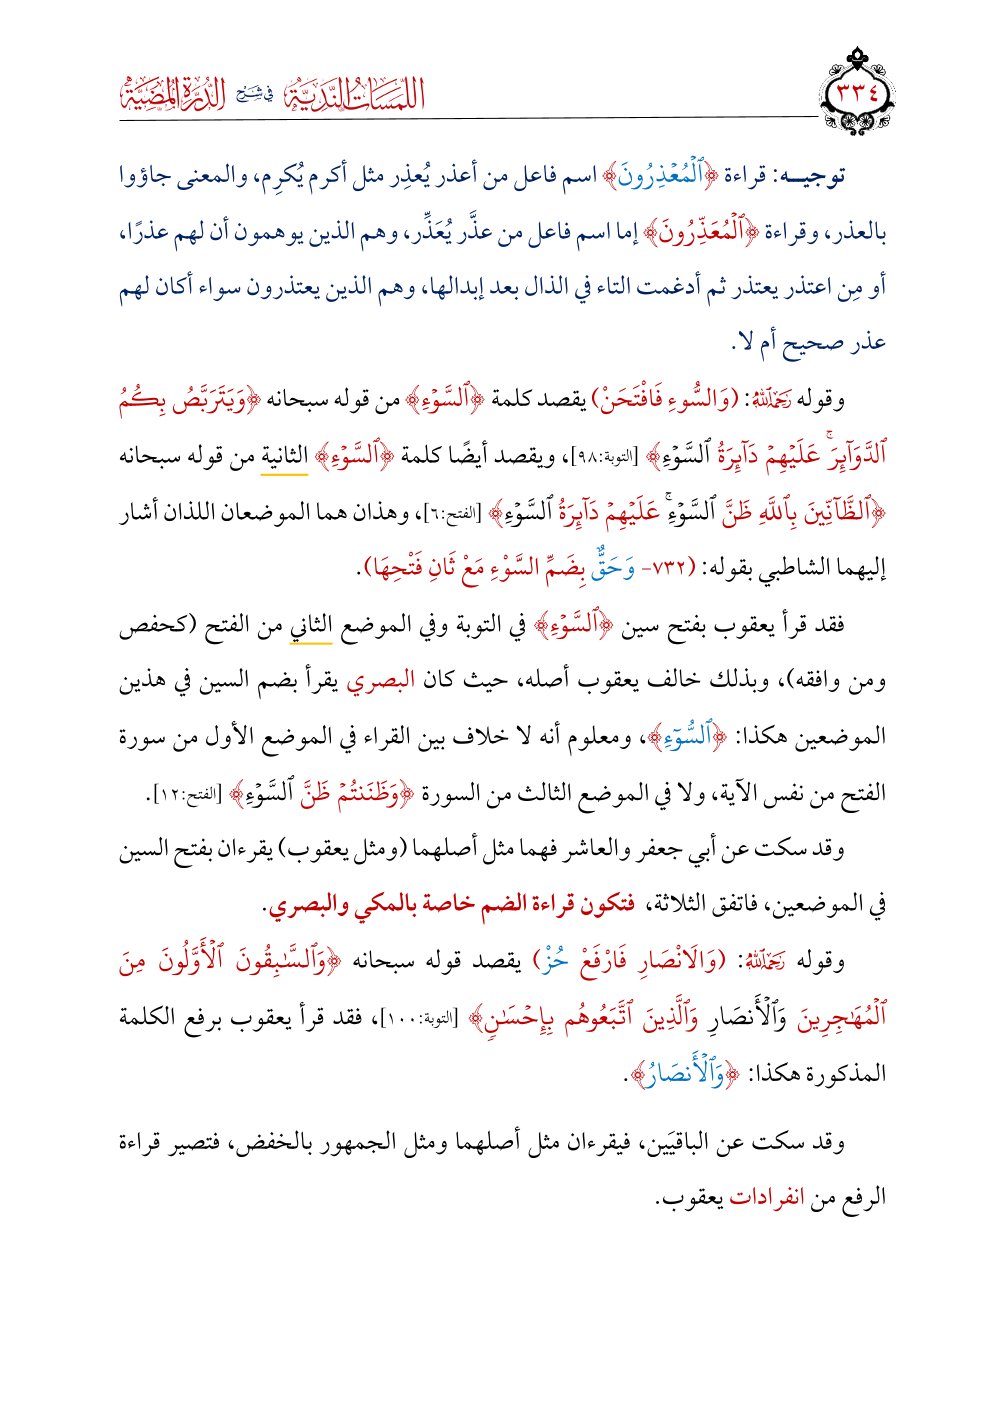 ٣٣٤
اللمسات الندية في شرح الدرة المضية
توجيـــه: قراءة ﴿ٱلْمُعْذِرُونَ﴾ اسم فاعل من أعذر يُعذِر مثل أكرم يُكرِم، والمعنى جاؤوا
بالعذر، وقراءة ﴿ٱلْمُعَذِّرُونَ﴾ إما اسم فاعل من عذَّر يُعَذِّر، وهم الذين يوهمون أن لهم عذرًا،
أو مِن اعتذر يعتذر ثم أدغمت التاء في الذال بعد إبدالها، وهم الذين يعتذرون سواء أكان لهم
عذر صحيح أم لا.
وقوله رَحِمَهُ ٱللَّهُ: (وَالسُّوءِ فَافْتَحَنْ) يقصد كلمة ﴿ٱلسَّوْءِ﴾ من قوله سبحانه ﴿وَيَتَرَبَّصُ بِكُمُ
ٱلدَّوَآئِرَۚ عَلَيْهِمْ دَآئِرَةُ ٱلسَّوْءِ﴾ [التوبة:٩٨]، ويقصد أيضًا كلمة ﴿ٱلسَّوْءِ﴾ الثانية من قوله سبحانه
﴿ٱلظَّآنِّينَ بِٱللَّهِ ظَنَّ ٱلسَّوْءِۚ عَلَيْهِمْ دَآئِرَةُ ٱلسَّوْءِ﴾ [الفتح:٦]، وهذان هما الموضعان اللذان أشار
إليهما الشاطبي بقوله: (٧٣٢- وَحَقٌّ بِضَمِّ السَّوْءِ مَعْ ثَانِ فَتْحِهَا).
فقد قرأ يعقوب بفتح سين ﴿ٱلسَّوْءِ﴾ في التوبة وفي الموضع الثاني من الفتح (كحفص
ومن وافقه)، وبذلك خالف يعقوب أصله، حيث كان البصري يقرأ بضم السين في هذين
الموضعين هكذا: ﴿ٱلسُّوٓءِ﴾، ومعلوم أنه لا خلاف بين القراء في الموضع الأول من سورة
الفتح من نفس الآية، ولا في الموضع الثالث من السورة ﴿وَظَنَنتُمْ ظَنَّ ٱلسَّوْءِ﴾ [الفتح:١٢].
وقد سكت عن أبي جعفر والعاشر فهما مثل أصلهما (ومثل يعقوب) يقرءان بفتح السين
في الموضعين، فاتفق الثلاثة، فتكون قراءة الضم خاصة بالمكي والبصري.
وقوله رَحِمَهُ ٱللَّهُ: (وَالَانْصَارِ فَارْفَعْ حُزْ) يقصد قوله سبحانه ﴿وَٱلسَّٰبِقُونَ ٱلْأَوَّلُونَ مِنَ
ٱلْمُهَٰجِرِينَ وَٱلْأَنصَارِ وَٱلَّذِينَ ٱتَّبَعُوهُم بِإِحْسَٰنٖ﴾ [التوبة:١٠٠]، فقد قرأ يعقوب برفع الكلمة
المذكورة هكذا: ﴿وَٱلْأَنصَارُ﴾.
وقد سكت عن الباقيَين، فيقرءان مثل أصلهما ومثل الجمهور بالخفض، فتصير قراءة
الرفع من انفرادات يعقوب.